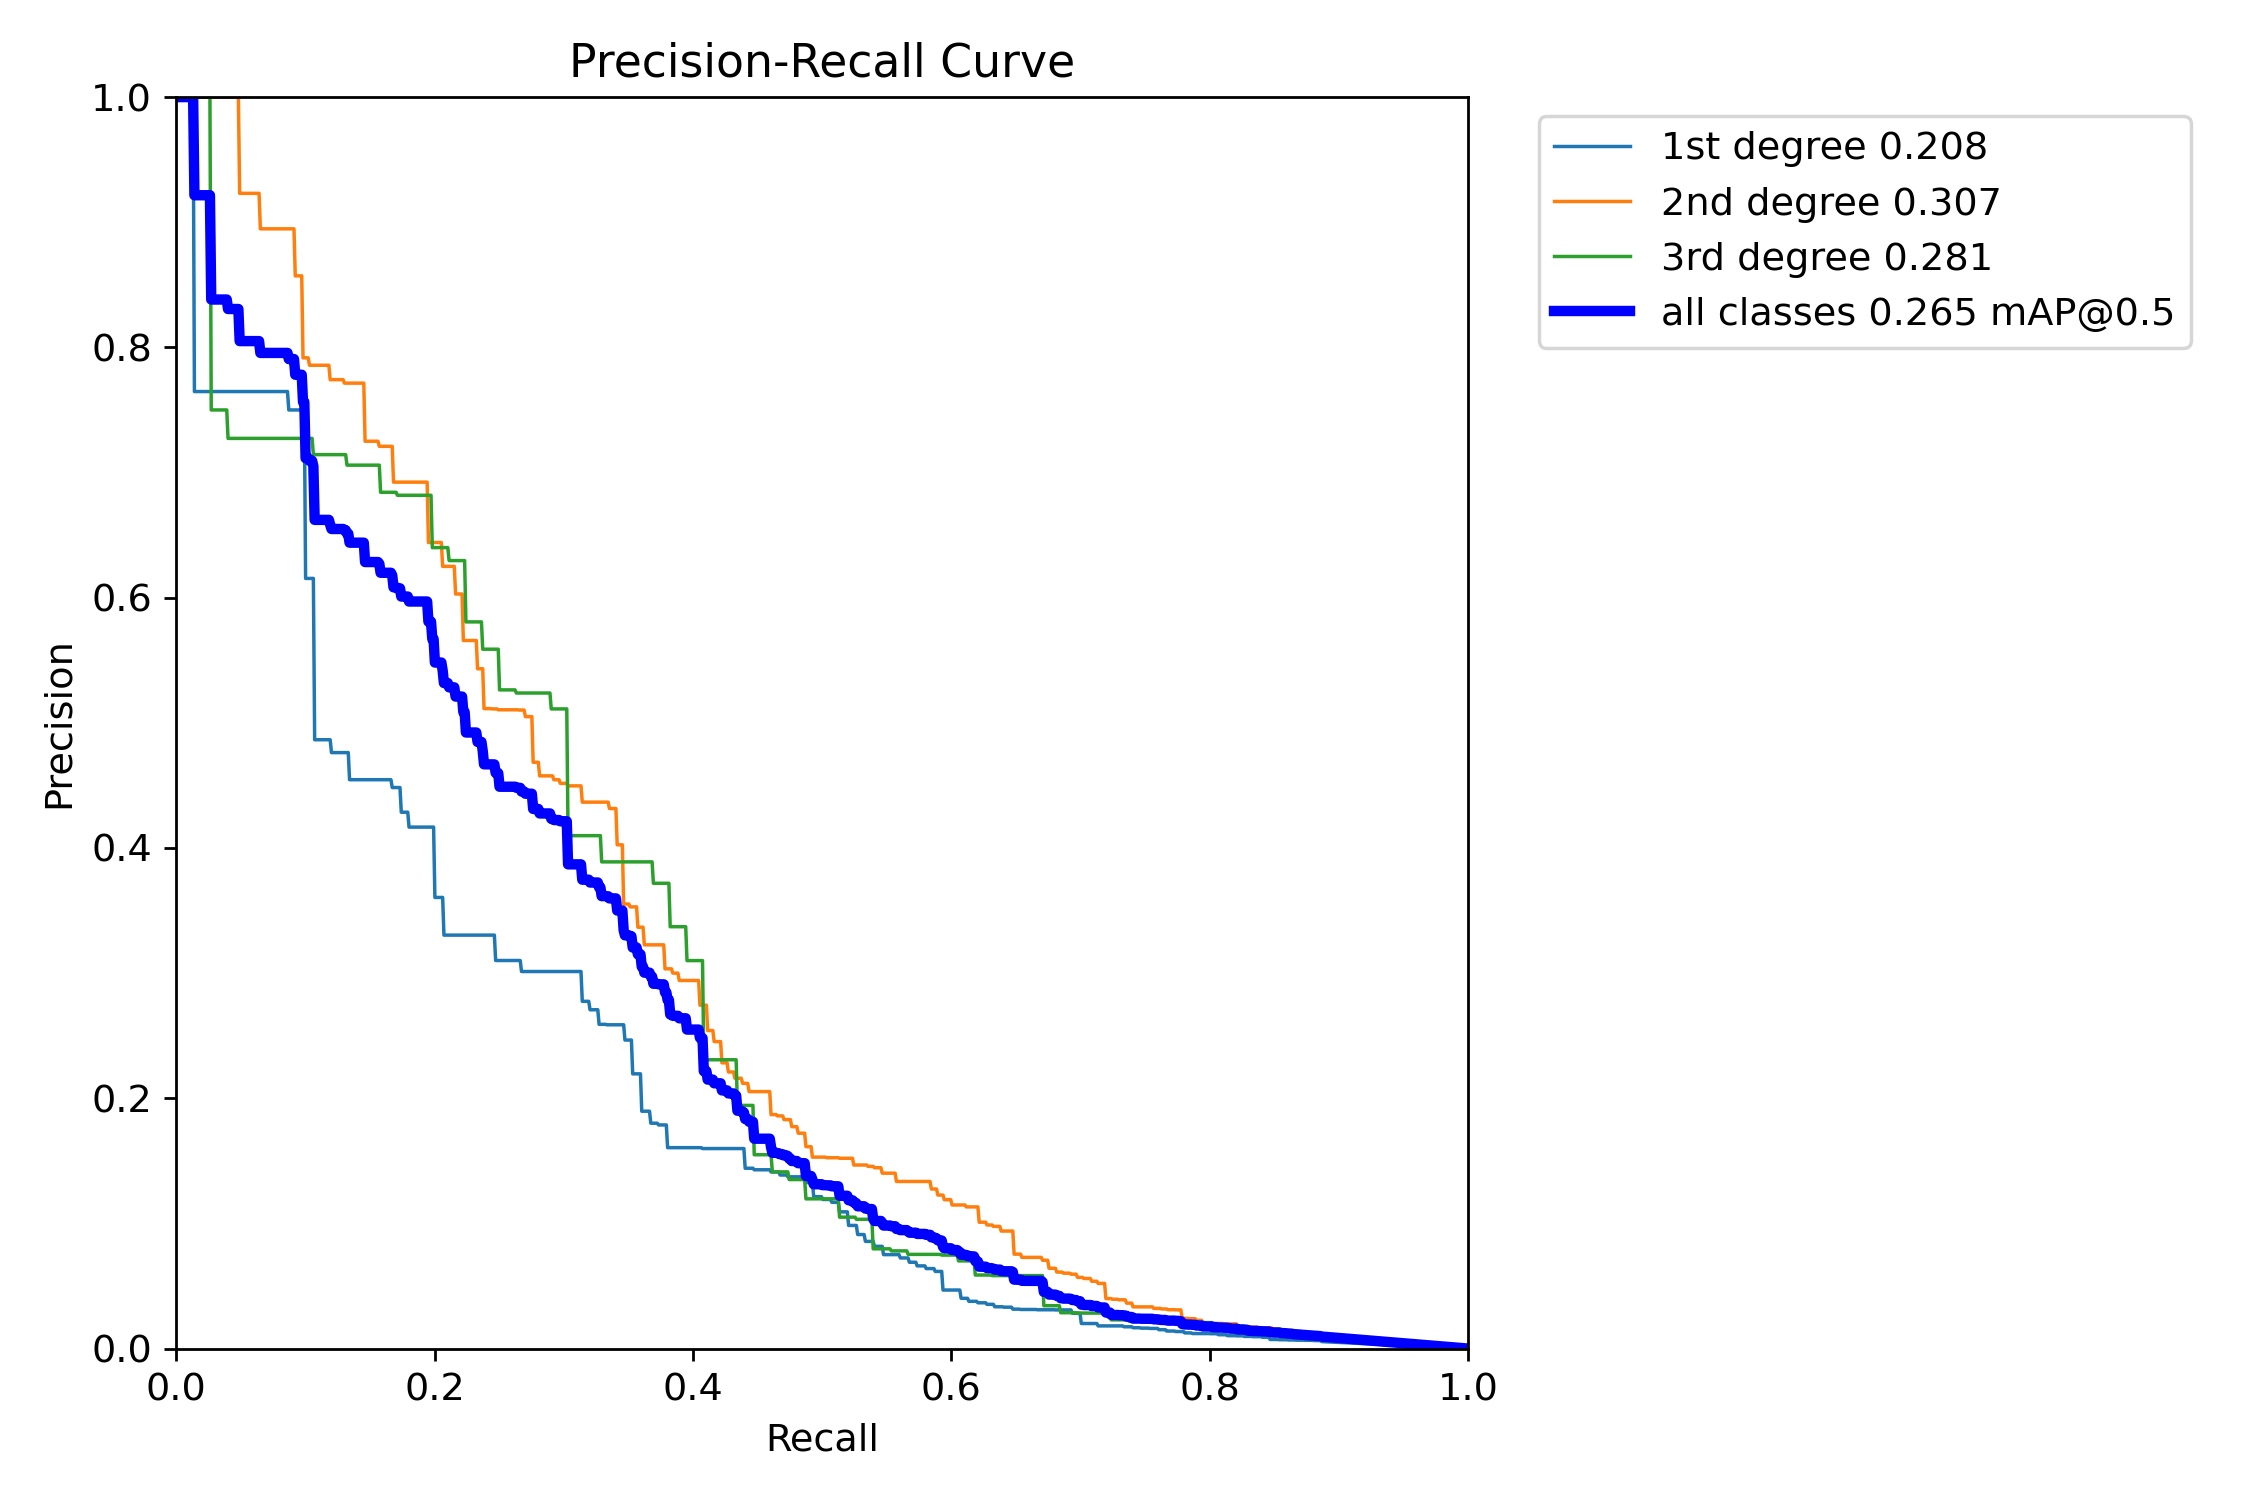 Precision-Recall Curve
1.0
0.8
0.6
0.4
0.2
0.0
Precision
0.0 0.2 0.4 0.6 0.8 1.0
Recall
1st degree 0.208
2nd degree 0.307
3rd degree 0.281
all classes 0.265 mAP@0.5